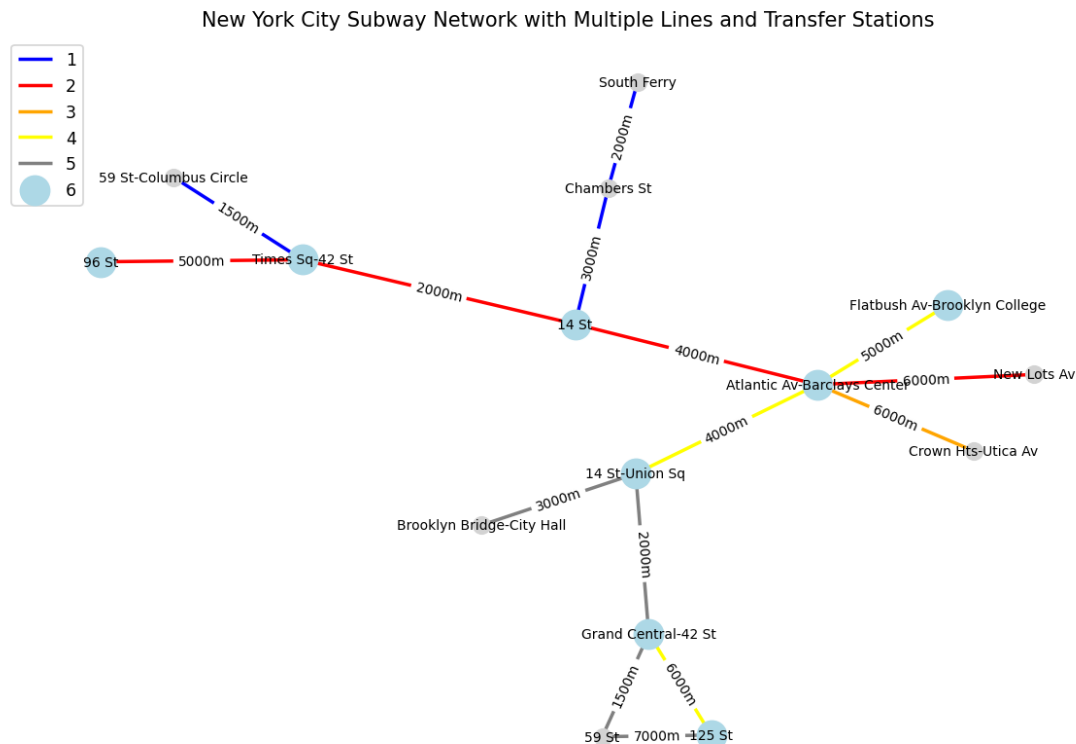 New York City Subway Network with Multiple Lines and Transfer Stations
1
2
3
4
5
6
South Ferry
2000m
59 St-Columbus Circle
Chambers St
1500m
3000m
96 St
5000m
Times Sq-42 St
2000m
14 St
Flatbush Av-Brooklyn College
5000m
4000m
New Lots Av
6000m
Atlantic Av-Barclays Center
6000m
4000m
Crown Hts-Utica Av
14 St-Union Sq
3000m
Brooklyn Bridge-City Hall
2000m
Grand Central-42 St
1500m
6000m
59 St
7000m
125 St